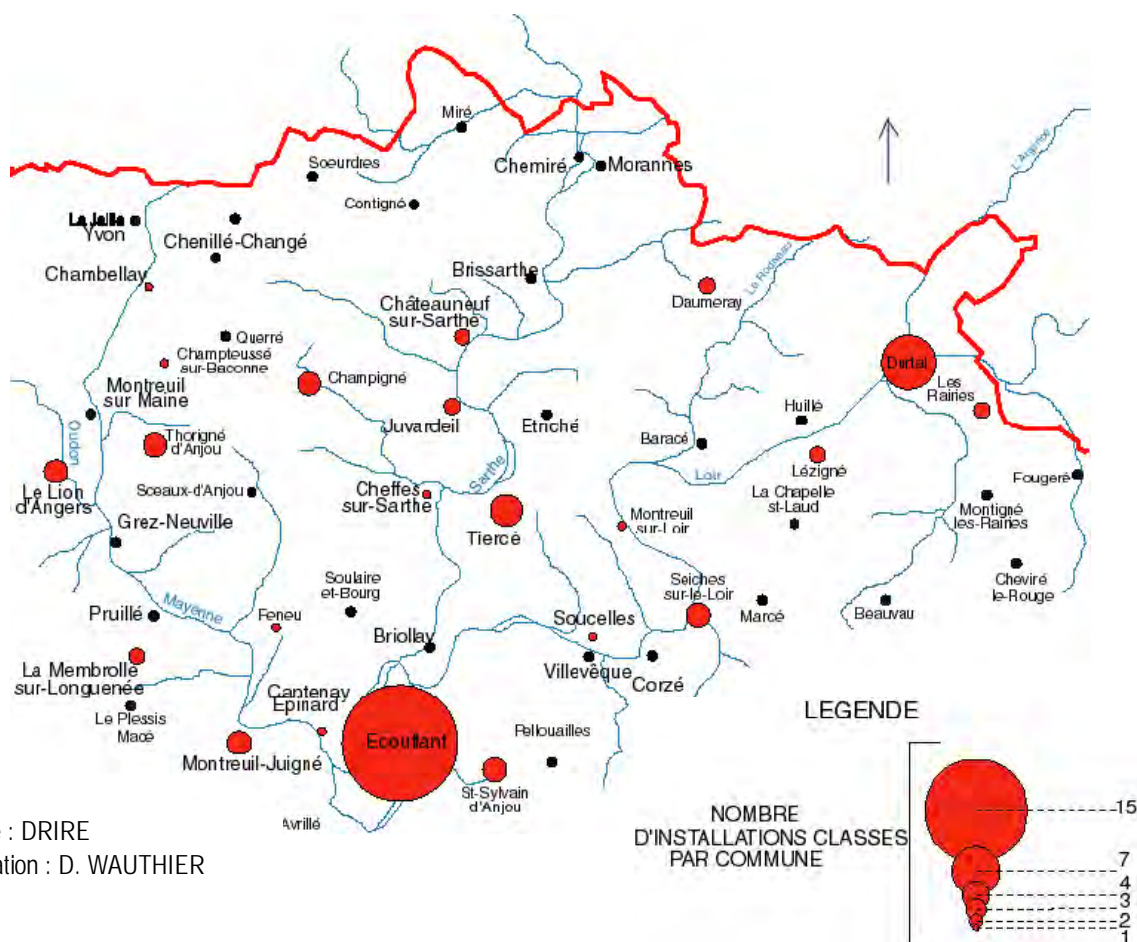 Miré
Soeurdres
Chemiré
Morannes
L'Argance
Contigné
La Jaille
Yvon
Chenillé-Changé
Chambellay
Brissarthe
Daumeray
Châteauneuf
sur-Sarthe
Querré
Champteussé
sur-Baconne
Champigné
Durtal
Les
Rairies
Montreuil
sur Maine
Juvardeil
Etriché
Huillé
Oudon
Thorigné
d'Anjou
Baracé
Sarthe
Loir
Lézigné
Fougeré
Le Lion
d'Angers
Sceaux-d'Anjou
Cheffes
sur-Sarthe
La Chapelle
st-Laud
Montigné
les-Raines
Grez-Neuville
Tiercé
Montreuil
sur-Loir
Cheviré
le-Rouge
Soulaire
et-Bourg
Seiches
sur-le-Loir
Pruillé
Mayenne
Feneu
Soucelles
Marcé
Beauvau
Briollay
La Membrolle
sur-Longuenée
Villevêque
Corzé
Cantenay
Epinard
Le Plessis
Macé
Ecouflant
Pellouailles
LEGENDE
Montreuil-Juigné
St-Sylvain
d'Anjou
Avrillé
NOMBRE
D'INSTALLATIONS CLASSES
PAR COMMUNE
15
7
4
3
2
1
: DRIRE
ation : D. WAUTHIER